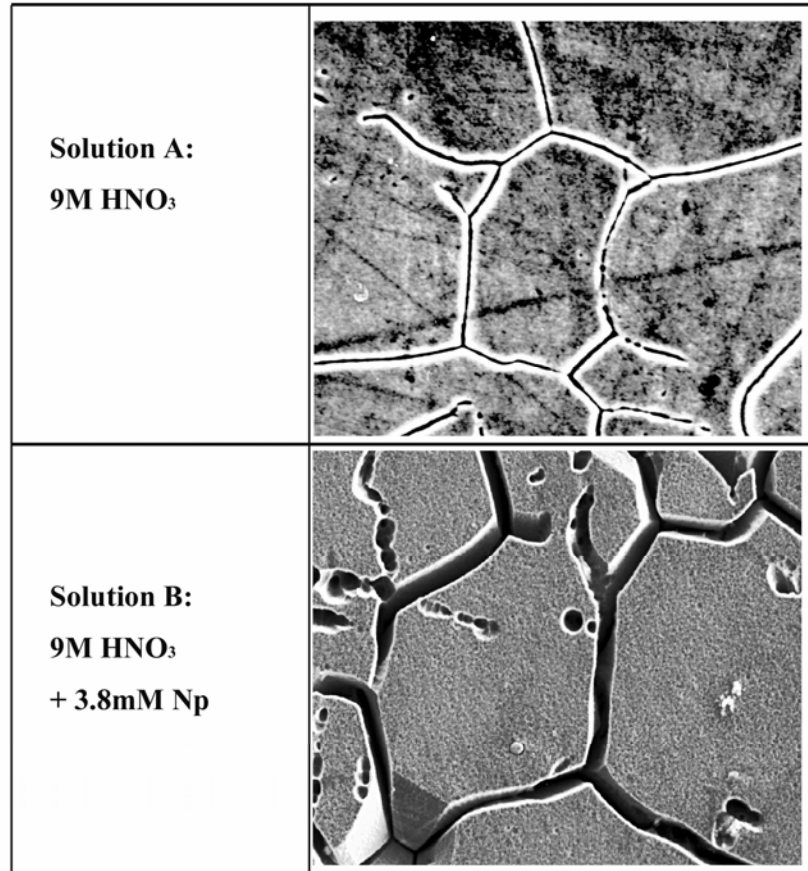 Solution A:
9M HNO₃
Solution B:
9M HNO₃
+ 3.8mM Np